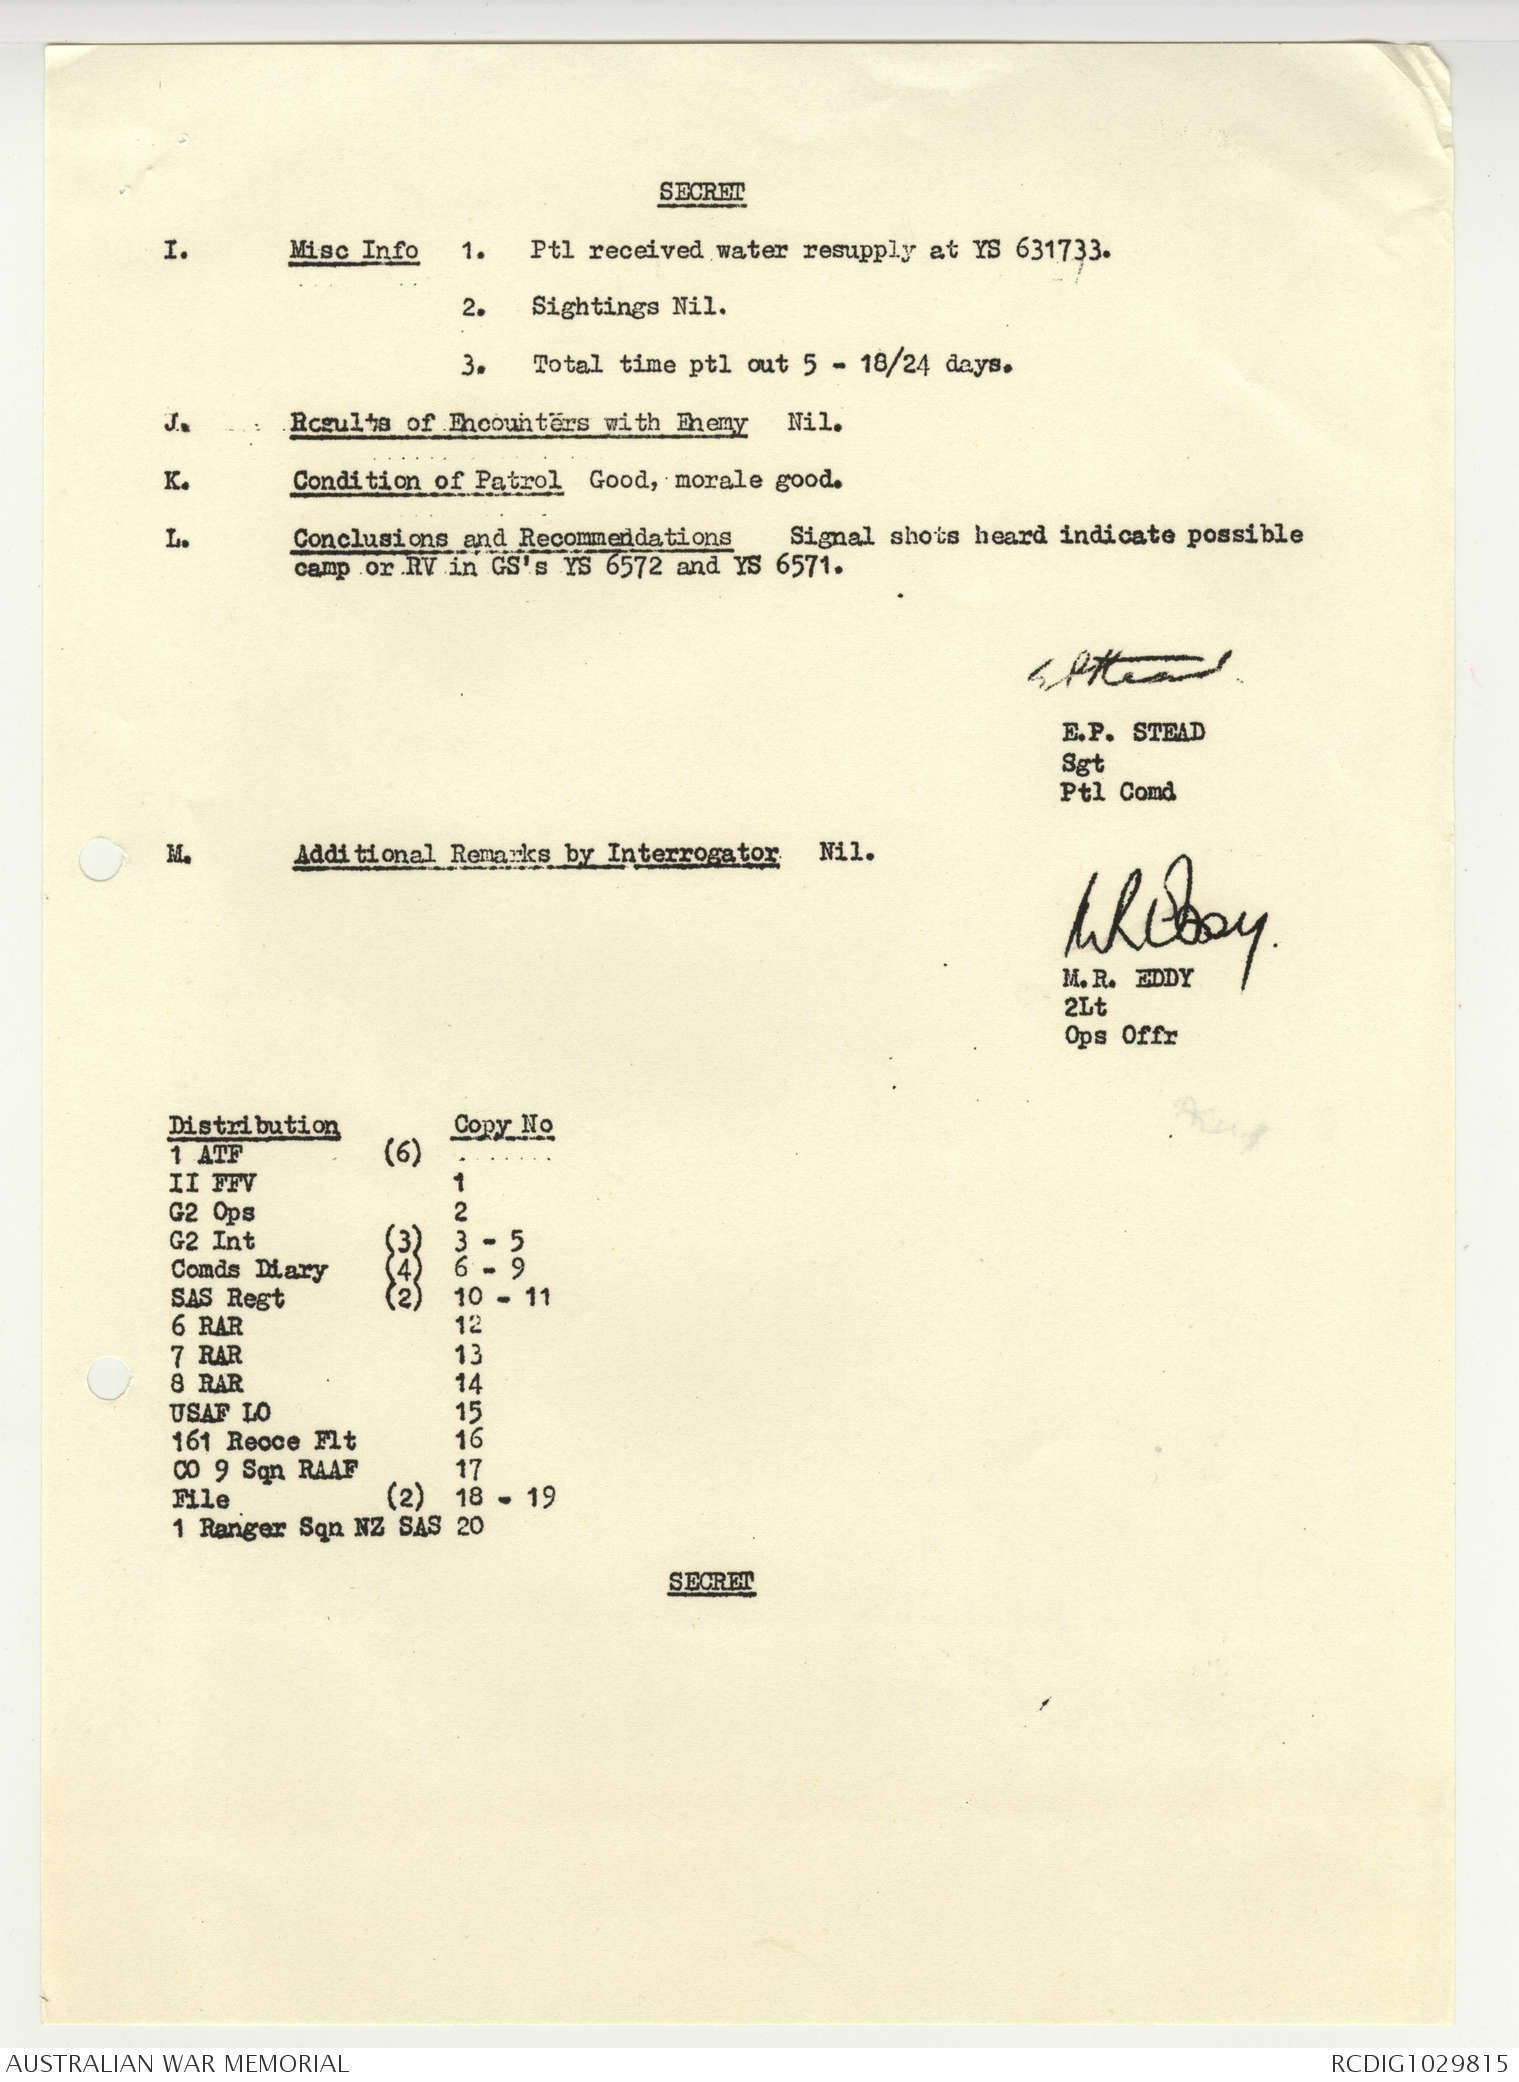 SECRET
I. Misc Info 1. Ptl received water resupply at YS 631733.
2. Sightings Nil.
3. Total time ptl out 5 - 18/24 days.
J. Results of Encounters with Enemy Nil.
K. Condition of Patrol Good, morale good.
L. Conclusions and Recommendations Signal shots heard indicate possible
camp or RV in GS's YS 6572 and YS 6571.
EPStead
E.P. STEAD
Sgt
Ptl Comd
M. Additional Remarks by Interrogator Nil.
MREddy.
M.R. EDDY
2Lt
Ops Offr
Distribution Copy No
1 ATF (6)
II FFV 1
G2 Ops 2
G2 Int (3) 3 - 5
Comds Diary (4) 6 - 9
SAS Regt (2) 10 - 11
6 RAR 12
7 RAR 13
8 RAR 14
USAF LO 15
161 Recce Flt 16
CO 9 Sqn RAAF 17
File (2) 18 - 19
1 Ranger Sqn NZ SAS 20
SECRET
AUSTRALIAN WAR MEMORIAL RCDIG1029815